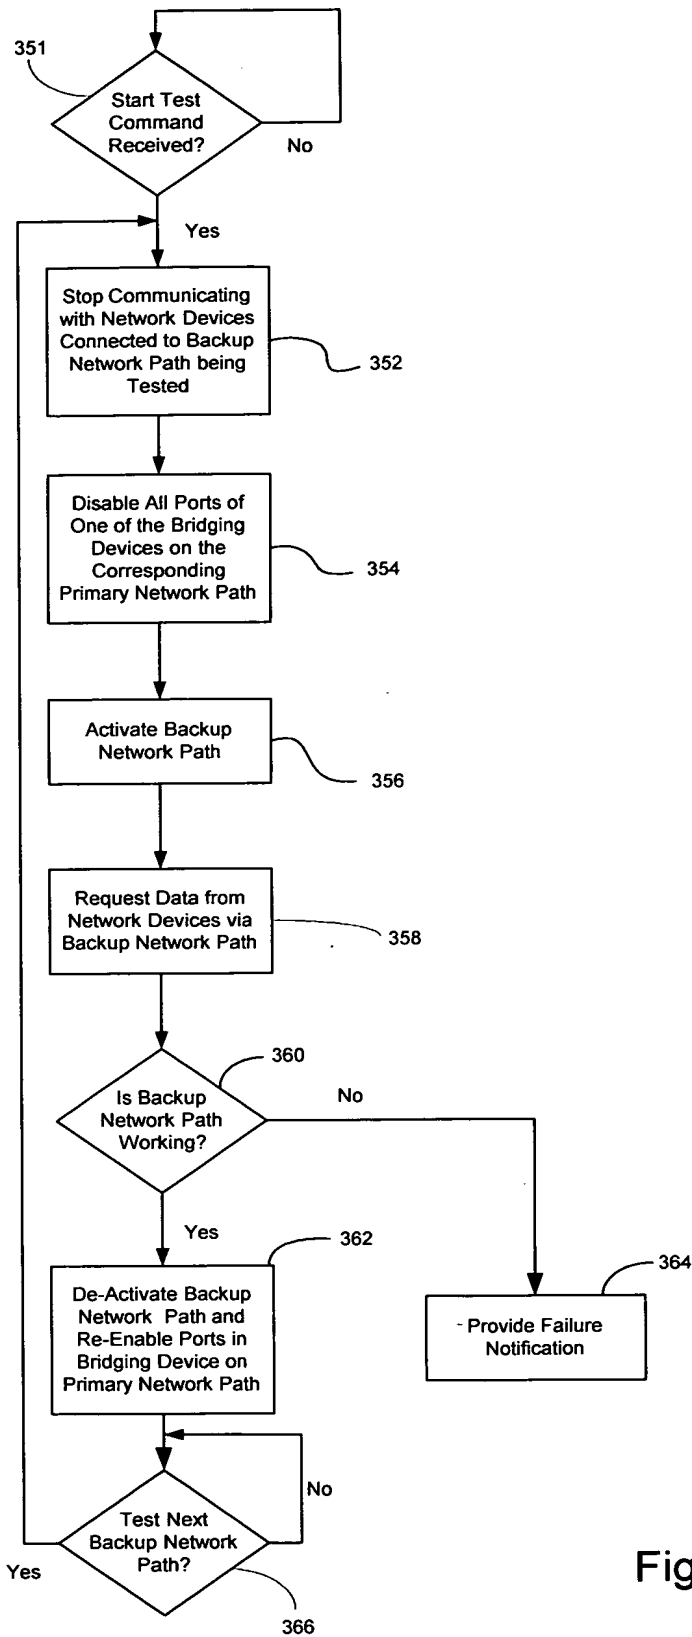 351
Start Test
Command
Received?
No
Yes
Stop Communicating
with Network Devices
Connected to Backup
Network Path being
Tested
352
Disable All Ports of
One of the Bridging
Devices on the
Corresponding
Primary Network Path
354
Activate Backup
Network Path
356
Request Data from
Network Devices via
Backup Network Path
358
360
Is Backup
Network Path
Working?
No
Yes
362
De-Activate Backup
Network Path and
Re-Enable Ports in
Bridging Device on
Primary Network Path
364
Provide Failure
Notification
No
Test Next
Backup Network
Path?
Yes
366
Fig